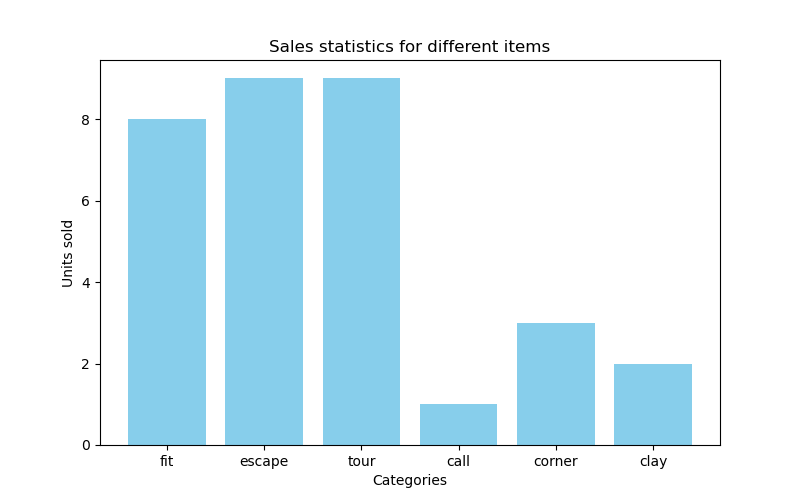 Sales statistics for different items
Units sold
8
6
4
2
0
fit escape tour call corner clay
Categories